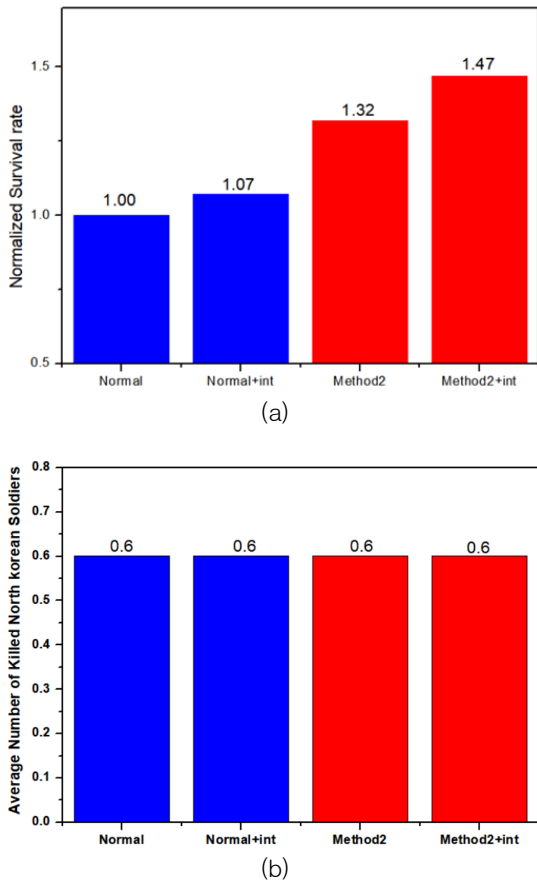 Normalized Survival rate
1.5
1.0
0.5
1.00
1.07
1.32
1.47
Normal
Normal+int
Method2
Method2+int
(a)
Average Number of Killed North korean Soldiers
0.8
0.7
0.6
0.5
0.4
0.3
0.2
0.1
0.0
0.6
0.6
0.6
0.6
Normal
Normal+int
Method2
Method2+int
(b)